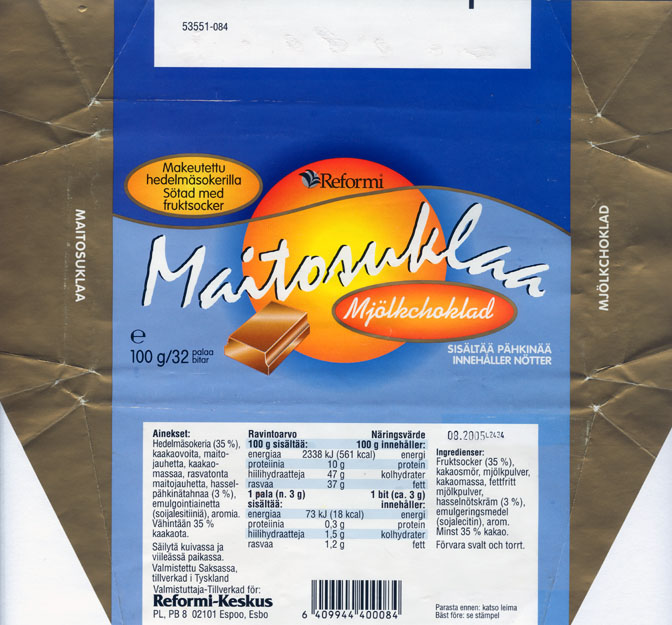 53551-084
Makeutettu
hedelmäsokerilla
Sötad med
fruktsocker
Reformi
Maitosuklaa
Mjölkchoklad
MAITOSUKLAA
MJÖLKCHOKLAD
e
100 g/32 palaa
bitar
SISÄLTÄÄ PÄHKINÄÄ
INNEHÅLLER NÖTTER
Ainekset:
Hedelmäsokeria (35 %),
kaakaovoita, maito-
jauhetta, kaakao-
massaa, rasvatonta
maitojauhetta, hassel-
pähkinätahnaa (3 %),
emulgointiainetta
(sojalesitiiniä), aromia.
Vähintään 35 %
kaakaota.
Säilytä kuivassa ja
viileässä paikassa.
Valmistettu Saksassa,
tillverkad i Tyskland
Valmistuttaja-Tillverkad för:
Reformi-Keskus
PL, PB 8 02101 Espoo, Esbo
Ravintoarvo Näringsvärde
100 g sisältää: 100 g innehåller:
energiaa 2338 kJ (561 kcal) energi
proteiinia 10 g protein
hiilihydraatteja 47 g kolhydrater
rasvaa 37 g fett
1 pala (n. 3 g) 1 bit (ca. 3 g)
sisältää: innehåller:
energiaa 73 kJ (18 kcal) energi
proteiinia 0,3 g protein
hiilihydraatteja 1,5 g kolhydrater
rasvaa 1,2 g fett
6 409944 400084
08.2005
Ingredienser:
Fruktsocker (35 %),
kakaosmör, mjölkpulver,
kakaomassa, fettfritt
mjölkpulver,
hasselnötskräm (3 %),
emulgeringsmedel
(sojalecitin), arom.
Minst 35 % kakao.
Förvara svalt och torrt.
Parasta ennen: katso leima
Bäst före: se stämpel